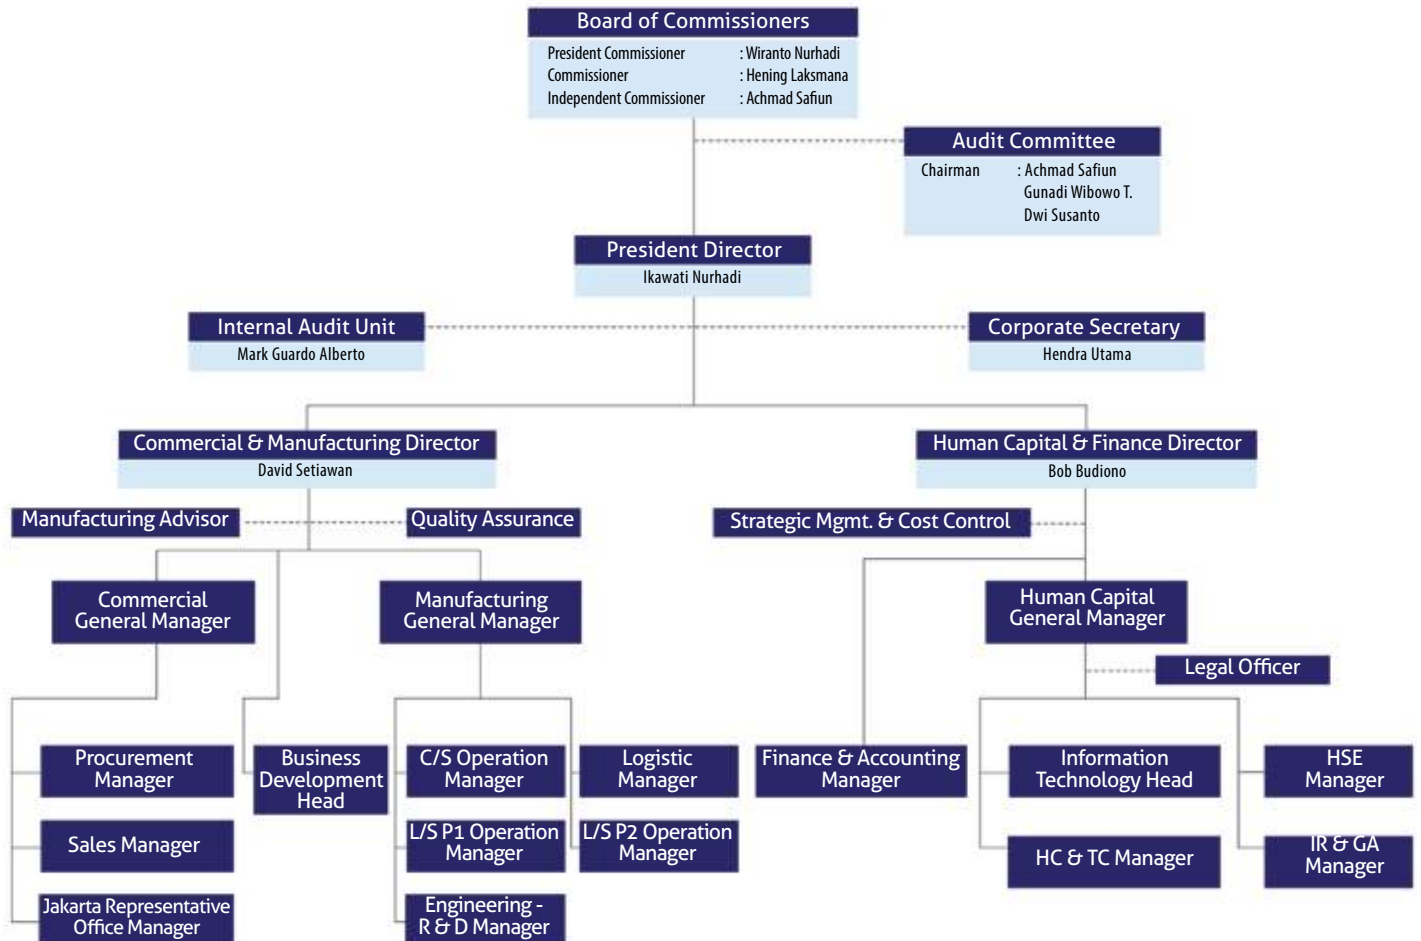 Board of Commissioners
President Commissioner : Wiranto Nurhadi
Commissioner : Hening Laksmana
Independent Commissioner : Achmad Safiun
Audit Committee
Chairman : Achmad Safiun
Gunadi Wibowo T.
Dwi Susanto
President Director
Ikawati Nurhadi
Internal Audit Unit
Mark Guardo Alberto
Corporate Secretary
Hendra Utama
Commercial & Manufacturing Director
David Setiawan
Human Capital & Finance Director
Bob Budiono
Manufacturing Advisor
Quality Assurance
Strategic Mgmt. & Cost Control
Commercial
General Manager
Manufacturing
General Manager
Human Capital
General Manager
Legal Officer
Procurement
Manager
Business
Development
Head
C/S Operation
Manager
Logistic
Manager
Finance & Accounting
Manager
Information
Technology Head
HSE
Manager
Sales Manager
L/S P1 Operation
Manager
L/S P2 Operation
Manager
HC & TC Manager
IR & GA
Manager
Jakarta Representative
Office Manager
Engineering -
R & D Manager